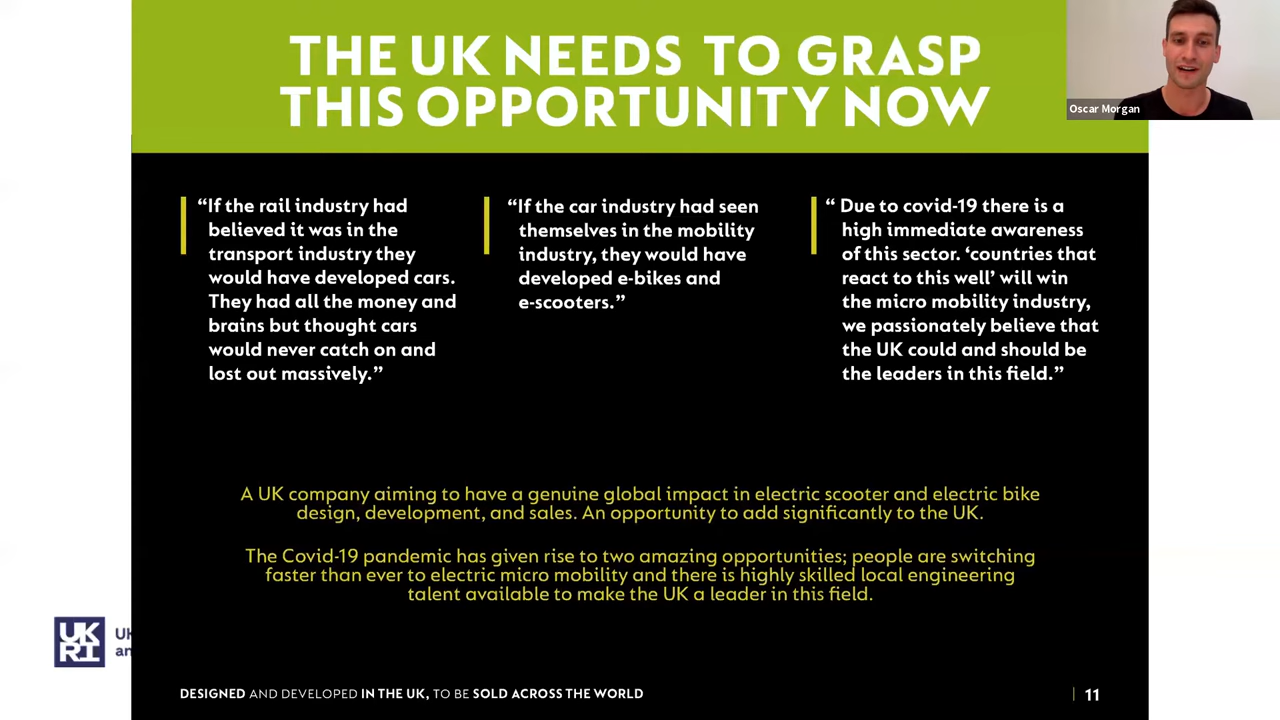 THE UK NEEDS TO GRASP
THIS OPPORTUNITY NOW
Oscar Morgan
“If the rail industry had
believed it was in the
transport industry they
would have developed cars.
They had all the money and
brains but thought cars
would never catch on and
lost out massively.”
“If the car industry had seen
themselves in the mobility
industry, they would have
developed e-bikes and
e-scooters.”
“ Due to covid-19 there is a
high immediate awareness
of this sector. ‘countries that
react to this well’ will win
the micro mobility industry,
we passionately believe that
the UK could and should be
the leaders in this field.”
A UK company aiming to have a genuine global impact in electric scooter and electric bike
design, development, and sales. An opportunity to add significantly to the UK.
The Covid-19 pandemic has given rise to two amazing opportunities; people are switching
faster than ever to electric micro mobility and there is highly skilled local engineering
talent available to make the UK a leader in this field.
UK
RI
DESIGNED AND DEVELOPED IN THE UK, TO BE SOLD ACROSS THE WORLD
11